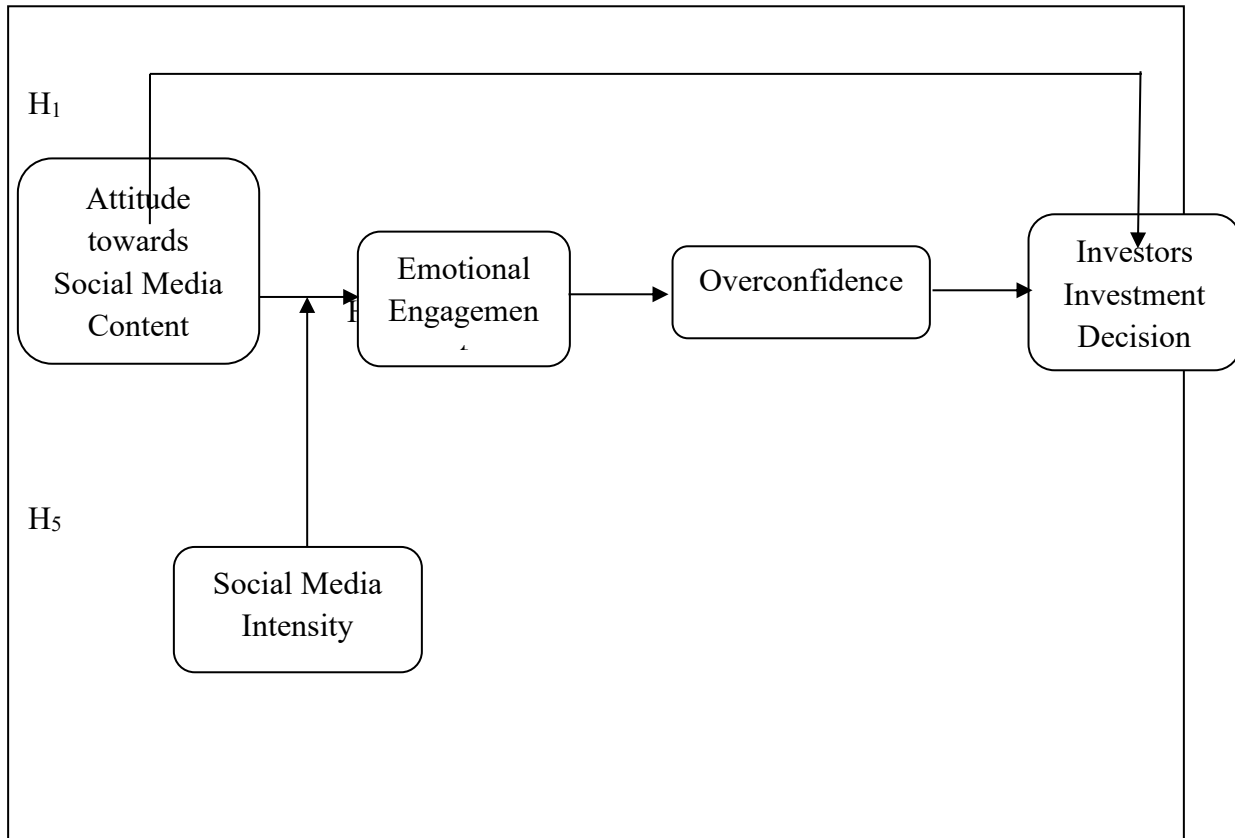 H₁
Attitude
towards
Social Media
Content
Emotional
Engagemen
Overconfidence
Investors
Investment
Decision
H₅
Social Media
Intensity